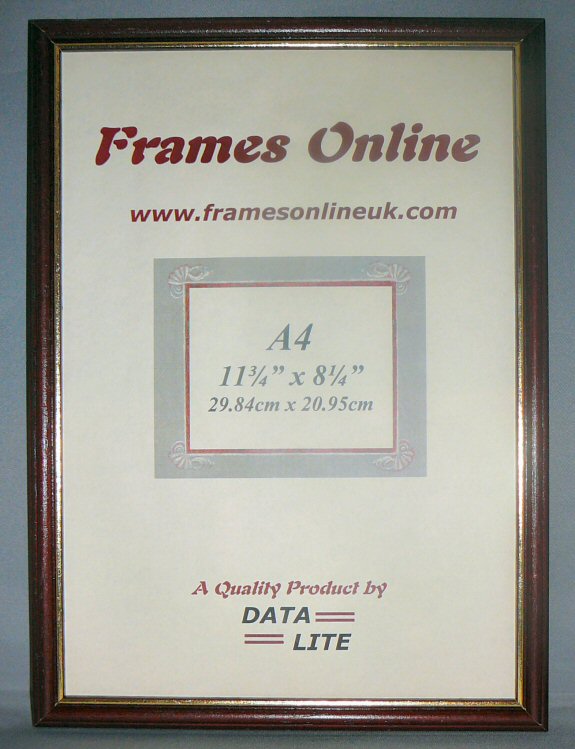 Frames Online
www.framesonlineuk.com
A4
11¾” x 8¼”
29.84cm x 20.95cm
A Quality Product by
DATA
LITE